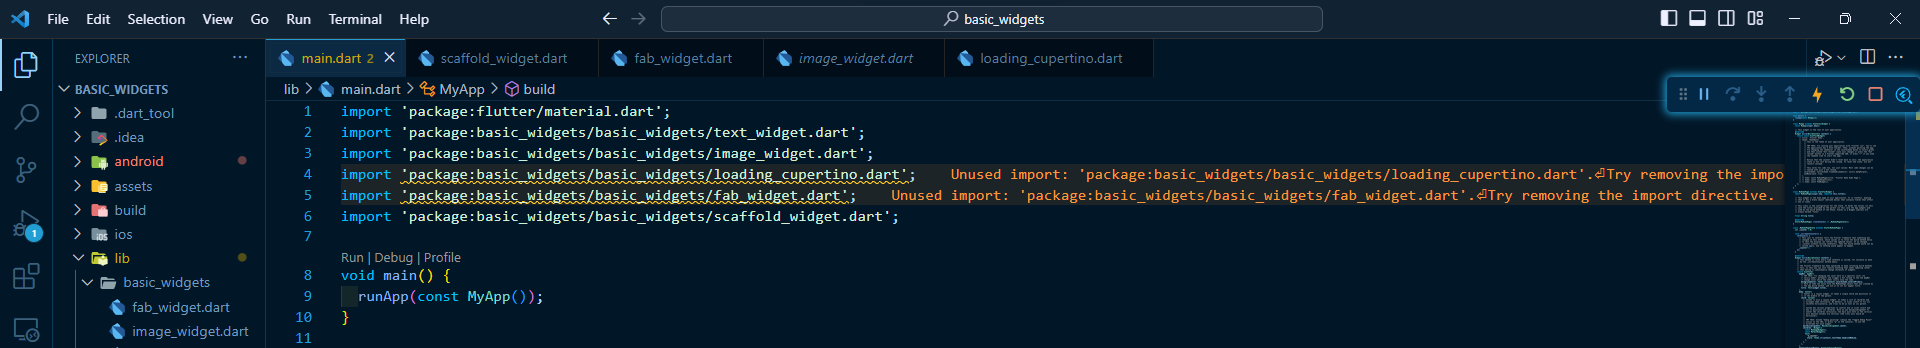 File Edit Selection View Go Run Terminal Help basic_widgets
EXPLORER ··· main.dart 2 scaffold_widget.dart fab_widget.dart image_widget.dart loading_cupertino.dart
BASIC_WIDGETS
lib > main.dart > MyApp > build
.dart_tool
.idea
android
assets
build
ios
lib
basic_widgets
fab_widget.dart
image_widget.dart
1
1 import 'package:flutter/material.dart';
2 import 'package:basic_widgets/basic_widgets/text_widget.dart';
3 import 'package:basic_widgets/basic_widgets/image_widget.dart';
4 import 'package:basic_widgets/basic_widgets/loading_cupertino.dart'; Unused import: 'package:basic_widgets/basic_widgets/loading_cupertino.dart'.⏎Try removing the impo
5 import 'package:basic_widgets/basic_widgets/fab_widget.dart'; Unused import: 'package:basic_widgets/basic_widgets/fab_widget.dart'.⏎Try removing the import directive.
6 import 'package:basic_widgets/basic_widgets/scaffold_widget.dart';
7
Run | Debug | Profile
8 void main() {
9 runApp(const MyApp());
10 }
11